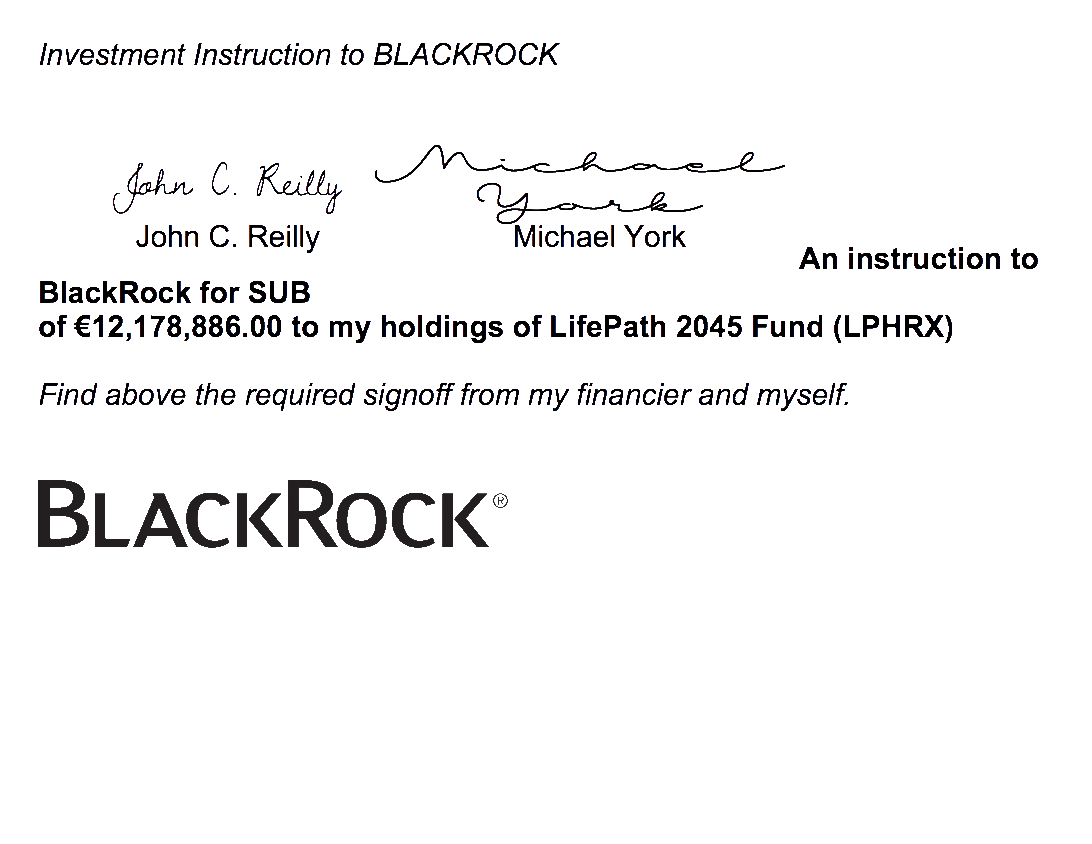 Investment Instruction to BLACKROCK
John C. Reilly
Michael
York
John C. Reilly
Michael York
An instruction to
BlackRock for SUB
of €12,178,886.00 to my holdings of LifePath 2045 Fund (LPHRX)
Find above the required signoff from my financier and myself.
BLACKROCK®